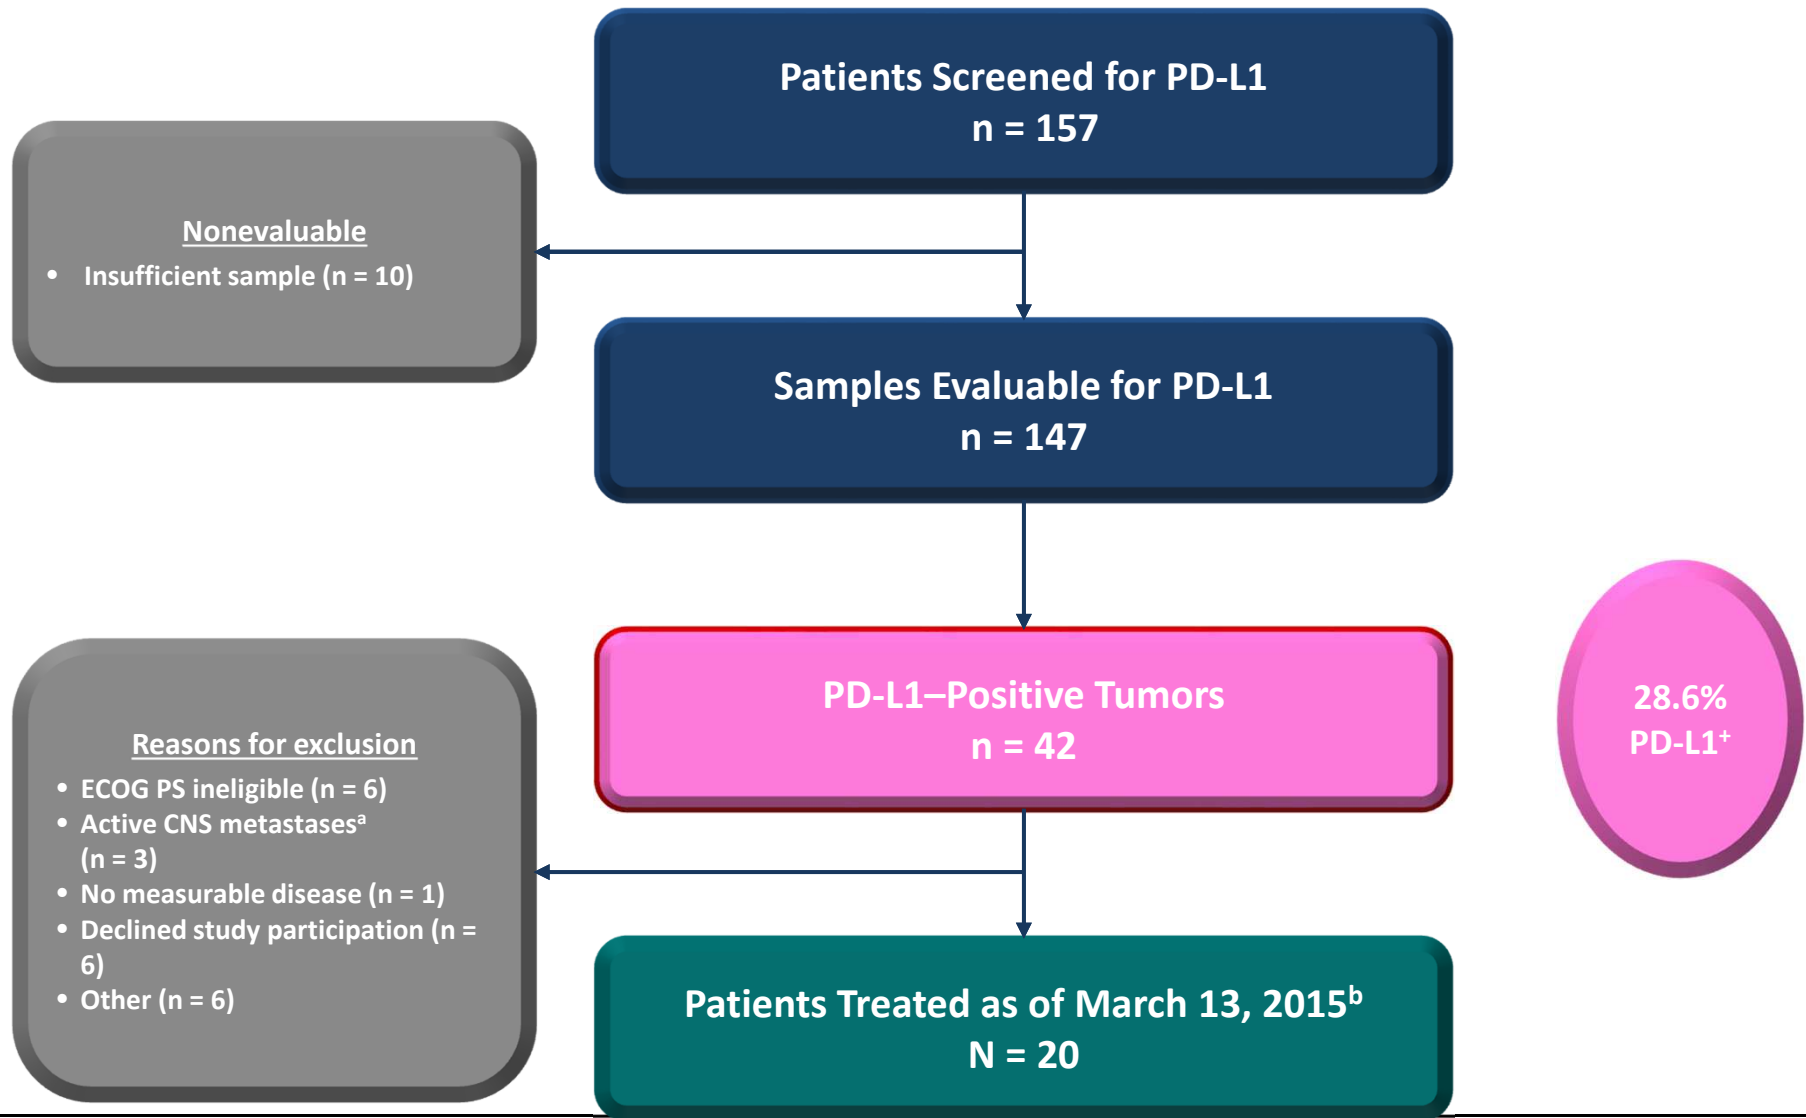 Patients Screened for PD-L1
n = 157
Nonevaluable
• Insufficient sample (n = 10)
Samples Evaluable for PD-L1
n = 147
PD-L1–Positive Tumors
n = 42
28.6%
PD-L1⁺
Reasons for exclusion
• ECOG PS ineligible (n = 6)
• Active CNS metastasesᵃ
(n = 3)
• No measurable disease (n = 1)
• Declined study participation (n =
6)
• Other (n = 6)
Patients Treated as of March 13, 2015ᵇ
N = 20